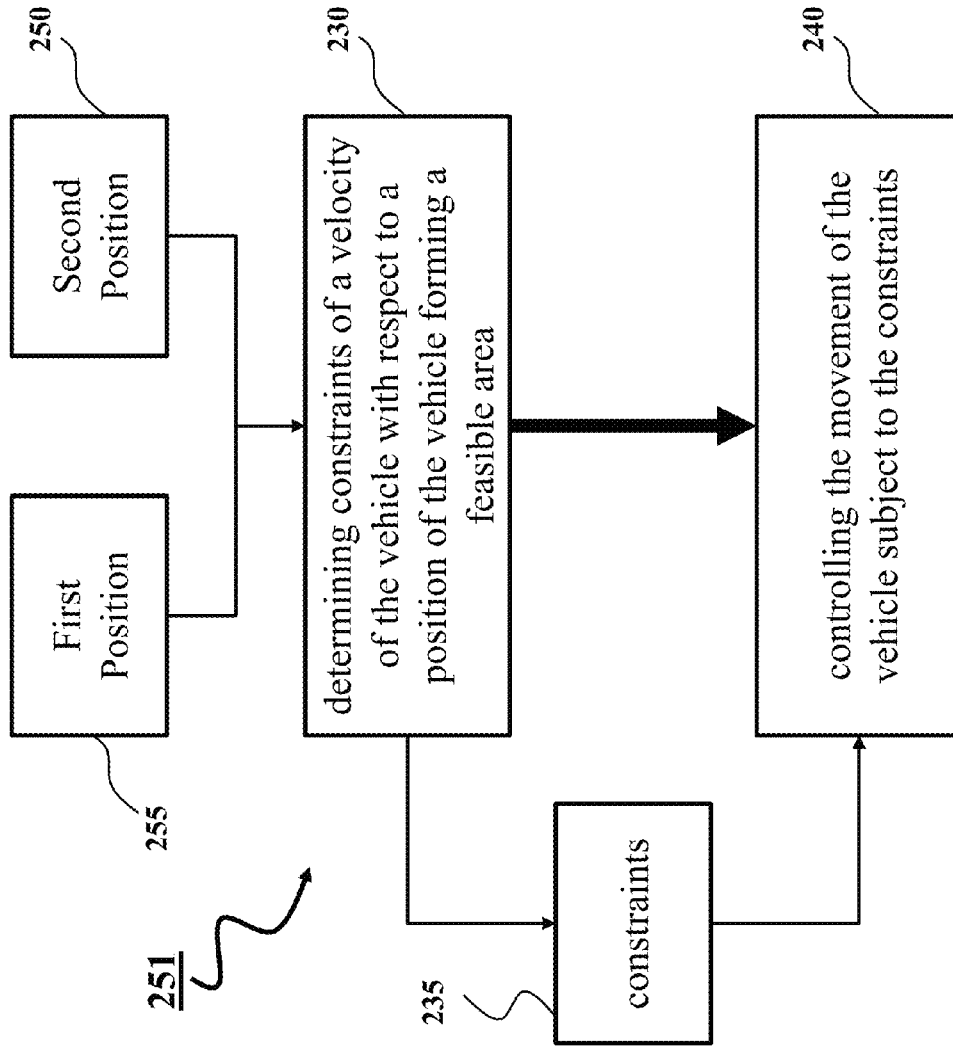 251
255
First
Position
250
Second
Position
230
determining constraints of a velocity
of the vehicle with respect to a
position of the vehicle forming a
feasible area
235
constraints
240
controlling the movement of the
vehicle subject to the constraints